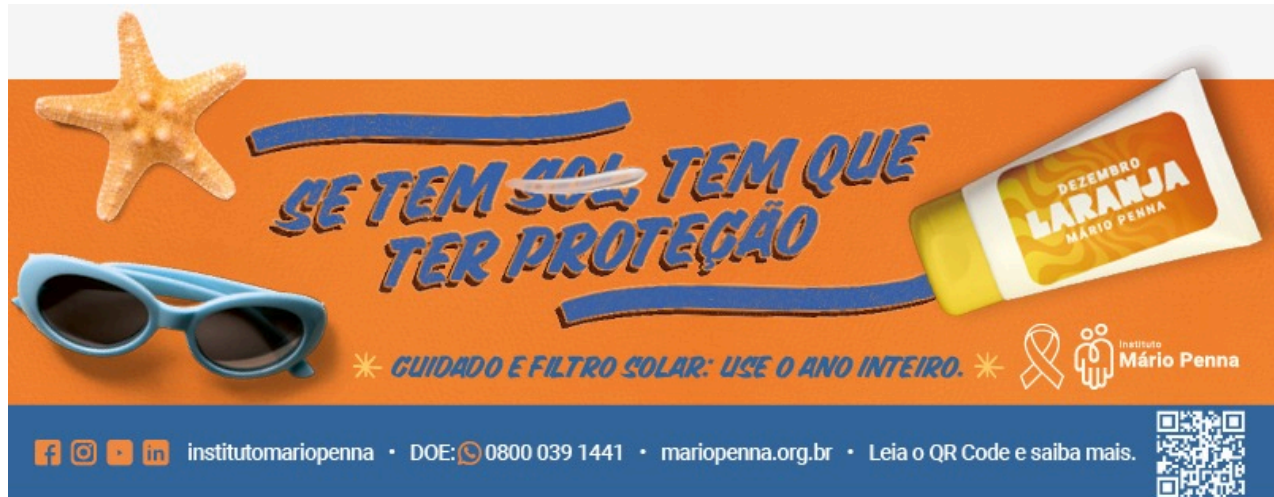 SE TEM SOL, TEM QUE
TER PROTEÇÃO
DEZEMBRO
LARANJA
MÁRIO PENNA
CUIDADO E FILTRO SOLAR: USE O ANO INTEIRO.
Instituto
Mário Penna
institutomariopenna • DOE: 0800 039 1441 • mariopenna.org.br • Leia o QR Code e saiba mais.